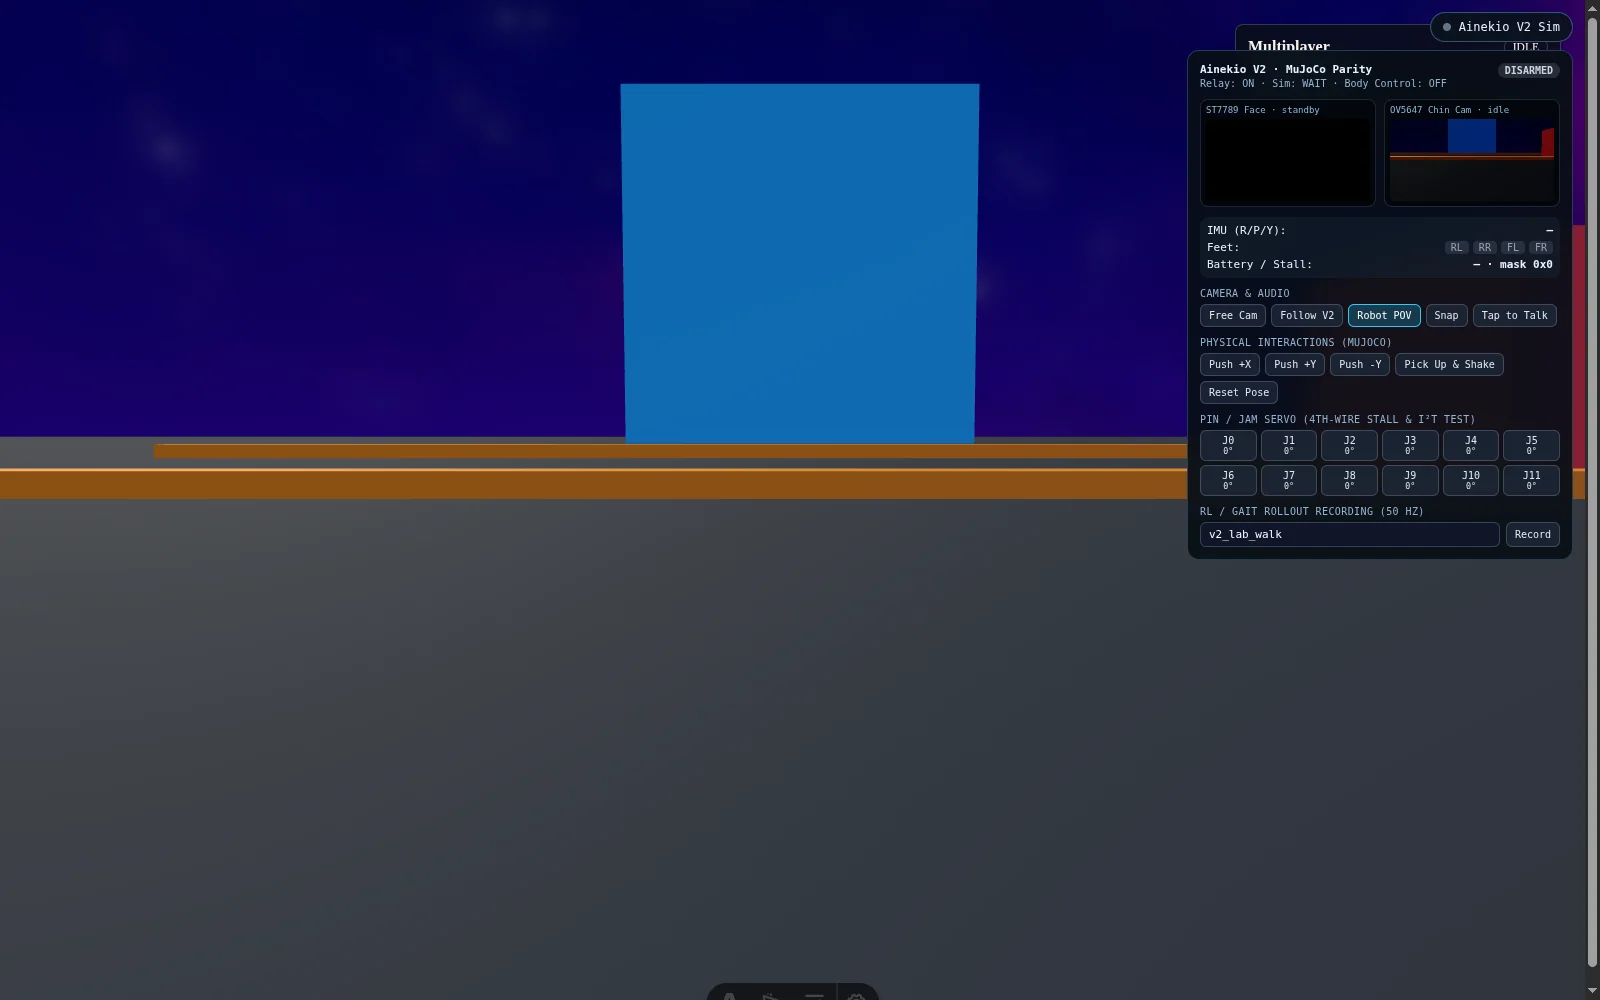 Ainekio V2 Sim
Multiplayer IDLE
Ainekio V2 · MuJoCo Parity DISARMED
Relay: ON · Sim: WAIT · Body Control: OFF
ST7789 Face · standby OV5647 Chin Cam · idle
IMU (R/P/Y): —
Feet: RL RR FL FR
Battery / Stall: — · mask 0x0
CAMERA & AUDIO
Free Cam Follow V2 Robot POV Snap Tap to Talk
PHYSICAL INTERACTIONS (MUJOCO)
Push +X Push +Y Push -Y Pick Up & Shake
Reset Pose
PIN / JAM SERVO (4TH-WIRE STALL & I²T TEST)
J0 J1 J2 J3 J4 J5
0° 0° 0° 0° 0° 0°
J6 J7 J8 J9 J10 J11
0° 0° 0° 0° 0° 0°
RL / GAIT ROLLOUT RECORDING (50 HZ)
v2_lab_walk Record